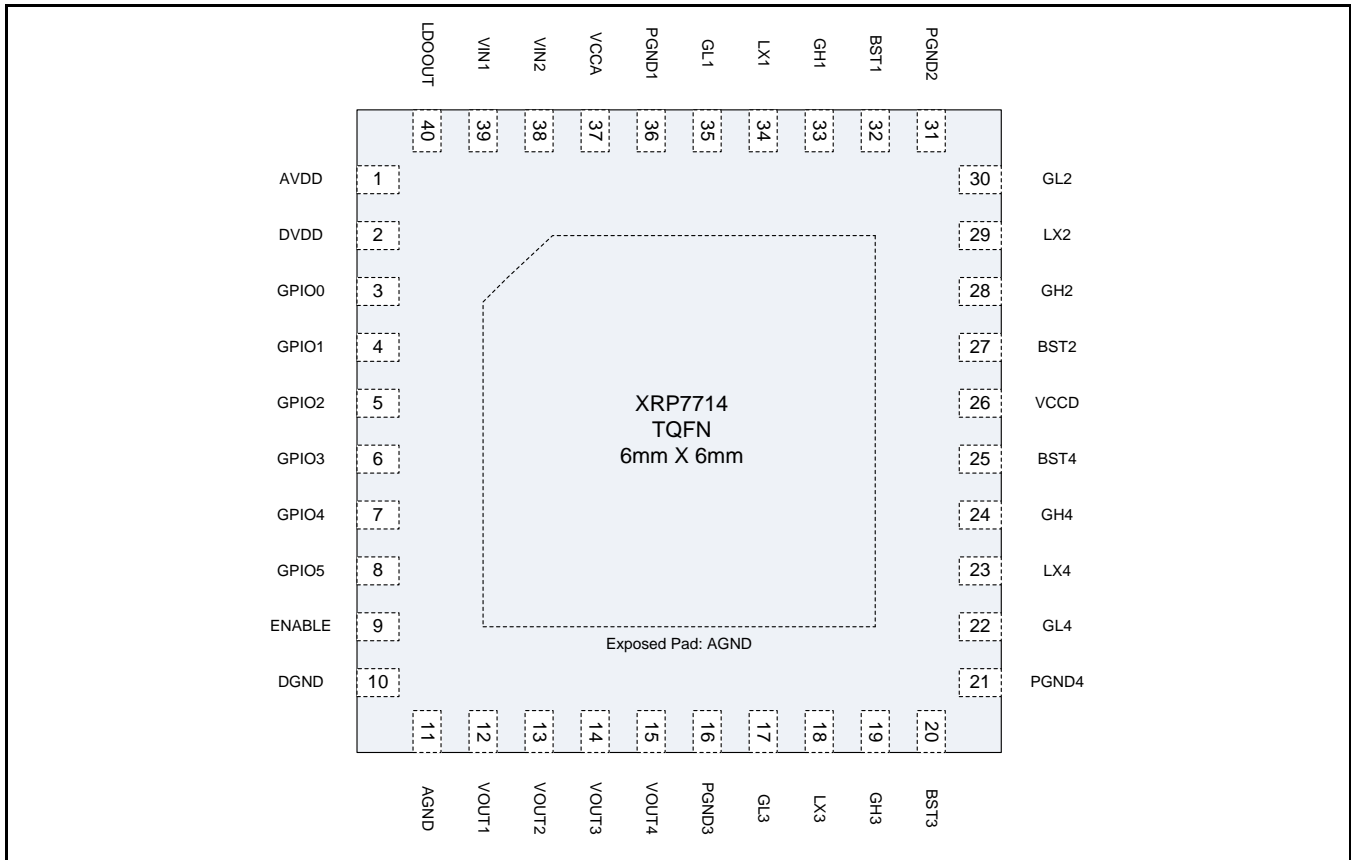 LDOOUT
VIN1
VIN2
VCCA
PGND1
GL1
LX1
GH1
BST1
PGND2
40
39
38
37
36
35
34
33
32
31
AVDD 1
DVDD 2
GPIO0 3
GPIO1 4
GPIO2 5
GPIO3 6
GPIO4 7
GPIO5 8
ENABLE 9
DGND 10
XRP7714
TQFN
6mm X 6mm
Exposed Pad: AGND
30 GL2
29 LX2
28 GH2
27 BST2
26 VCCD
25 BST4
24 GH4
23 LX4
22 GL4
21 PGND4
11
12
13
14
15
16
17
18
19
20
AGND
VOUT1
VOUT2
VOUT3
VOUT4
PGND3
GL3
LX3
GH3
BST3